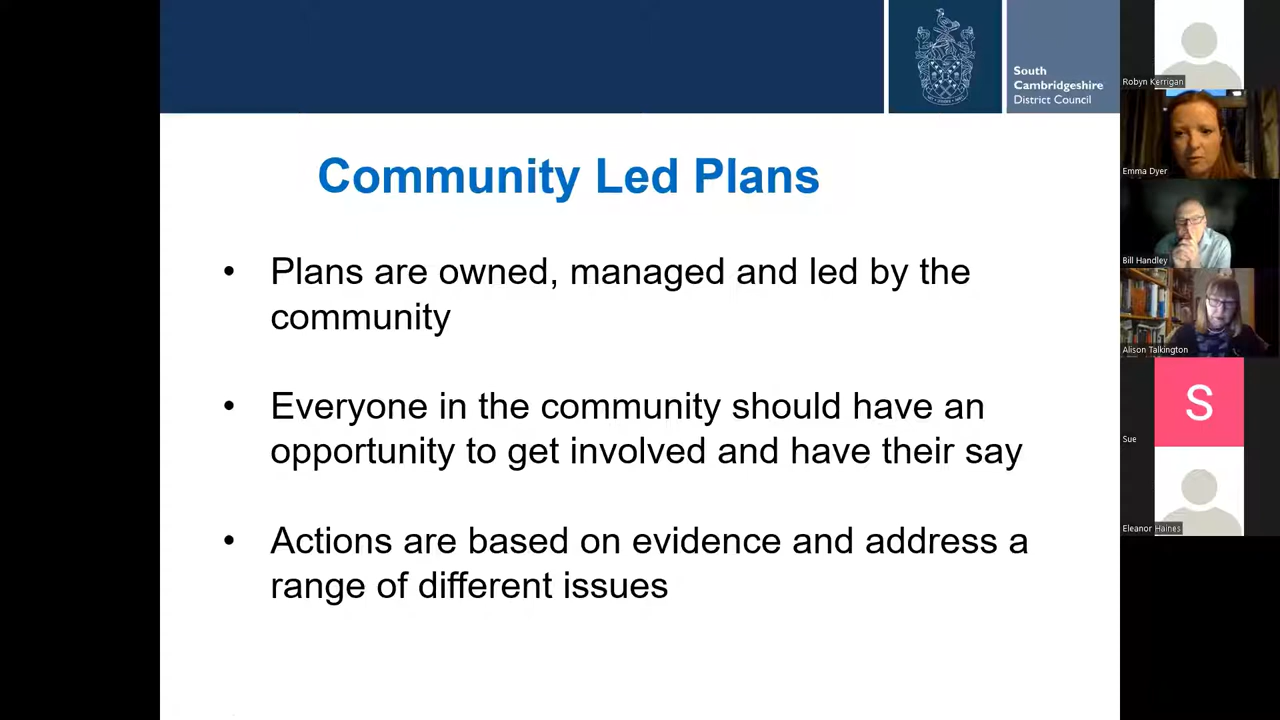 South
Cambridgeshire
District Council
Community Led Plans
• Plans are owned, managed and led by the
community
• Everyone in the community should have an
opportunity to get involved and have their say
• Actions are based on evidence and address a
range of different issues
Robyn Kerrigan
Emma Dyer
Bill Handley
Alison Talkington
S
Sue
Eleanor Haines